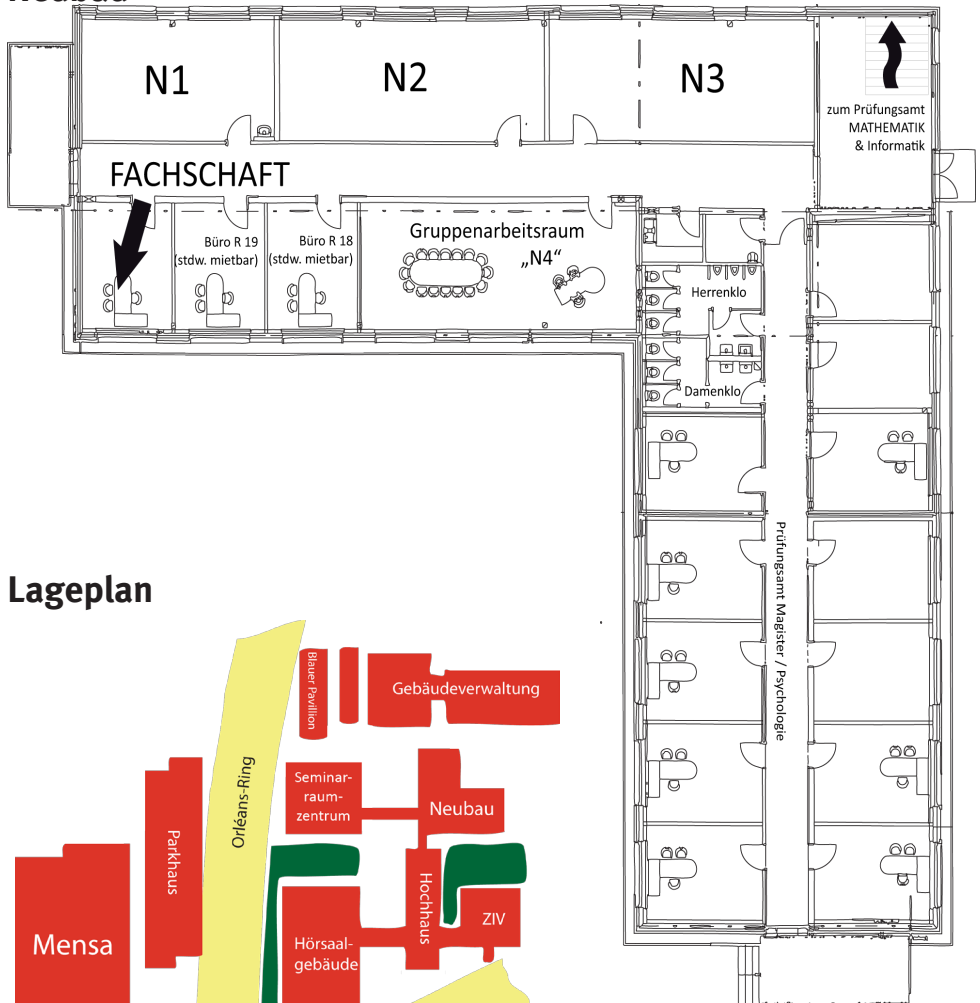 Neubau
N1
N2
N3
zum Prüfungsamt
MATHEMATIK
& Informatik
FACHSCHAFT
Büro R 19
(stdw. mietbar)
Büro R 18
(stdw. mietbar)
Gruppenarbeitsraum
„N4“
Herrenklo
Damenklo
Prüfungsamt Magister / Psychologie
Lageplan
Blauer Pavillion
Gebäudeverwaltung
Orléans-Ring
Seminar-
raum-
zentrum
Neubau
Parkhaus
Hochhaus
Mensa
Hörsaal-
gebäude
ZIV